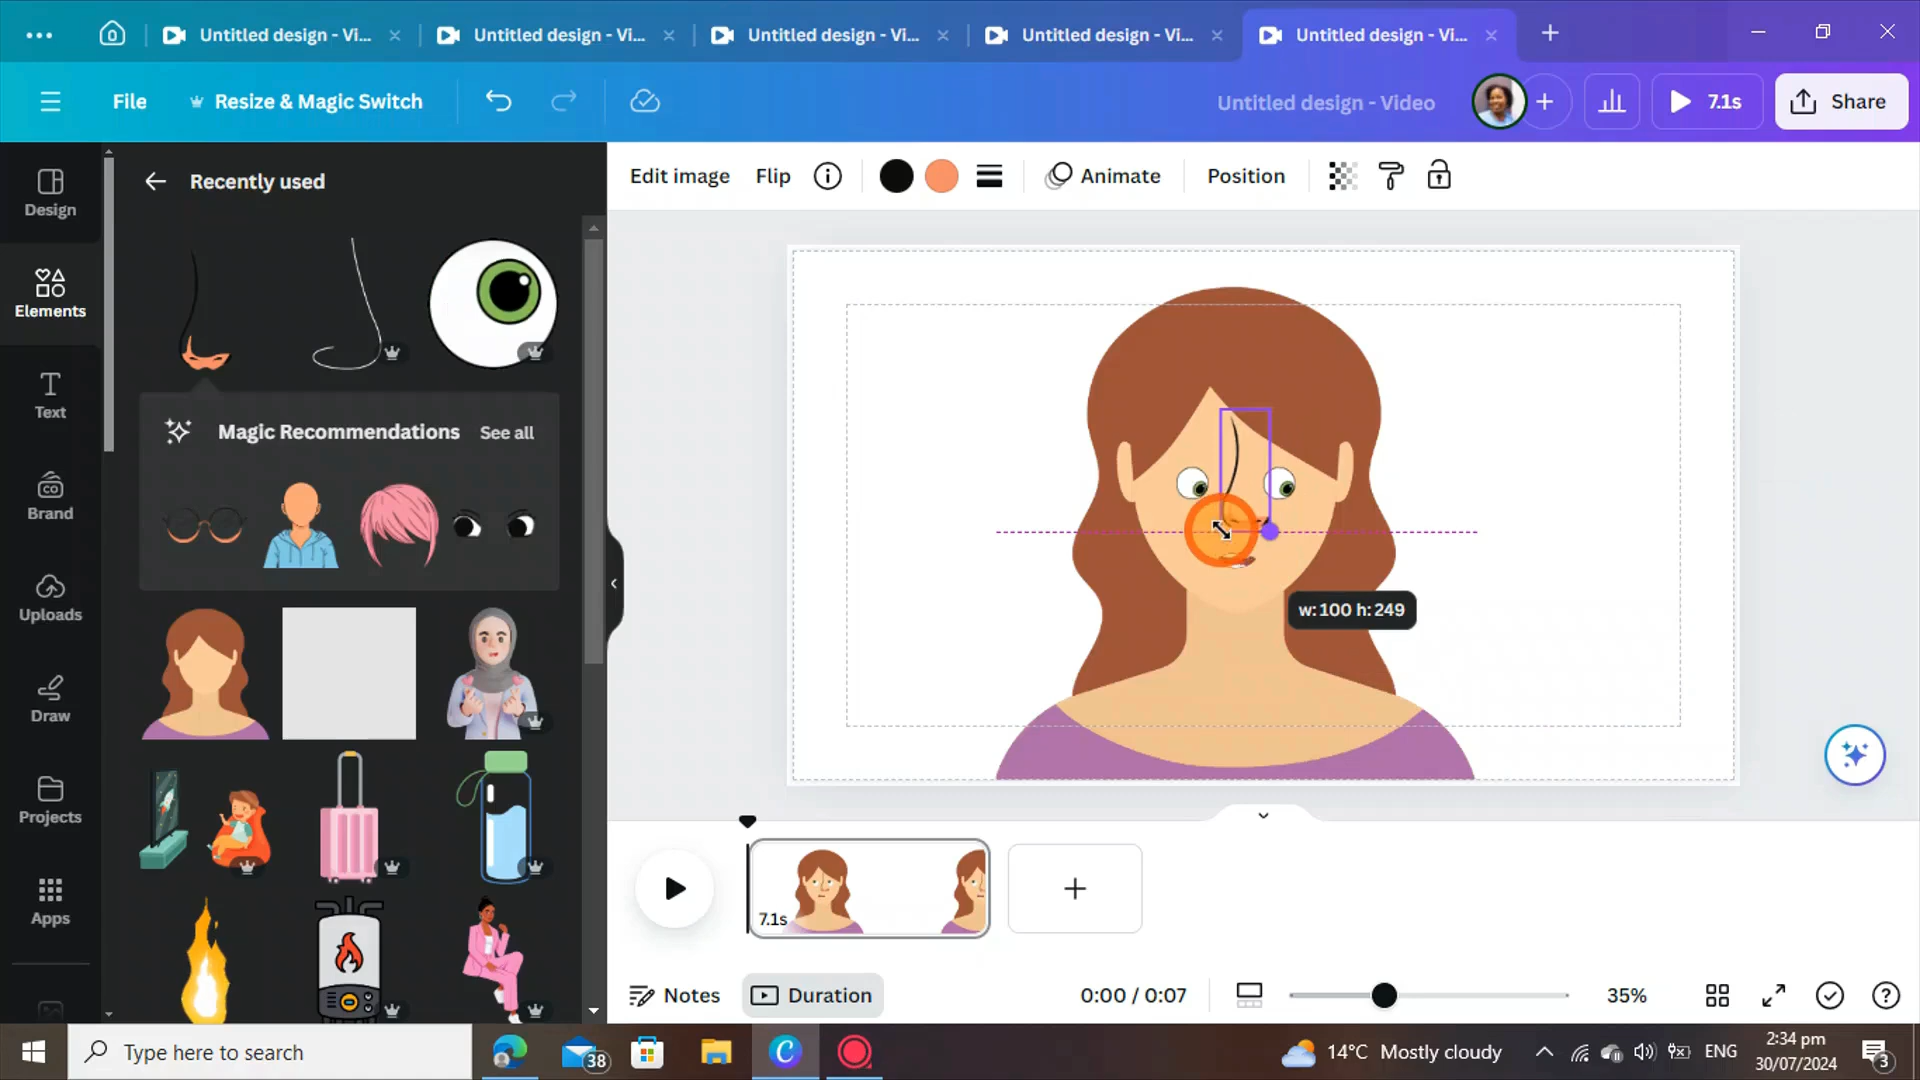 Untitled design - Vi...
Untitled design - Vi...
Untitled design - Vi...
Untitled design - Vi...
Untitled design - Vi...
File
Resize & Magic Switch
Untitled design - Video
7.1s
Share
Design
Elements
Text
Brand
Uploads
Draw
Projects
Apps
Recently used
Magic Recommendations
See all
Edit image
Flip
Animate
Position
w:100 h:249
7.1s
Notes
Duration
0:00 / 0:07
35%
Type here to search
38
14°C Mostly cloudy
ENG
2:34 pm
30/07/2024
3